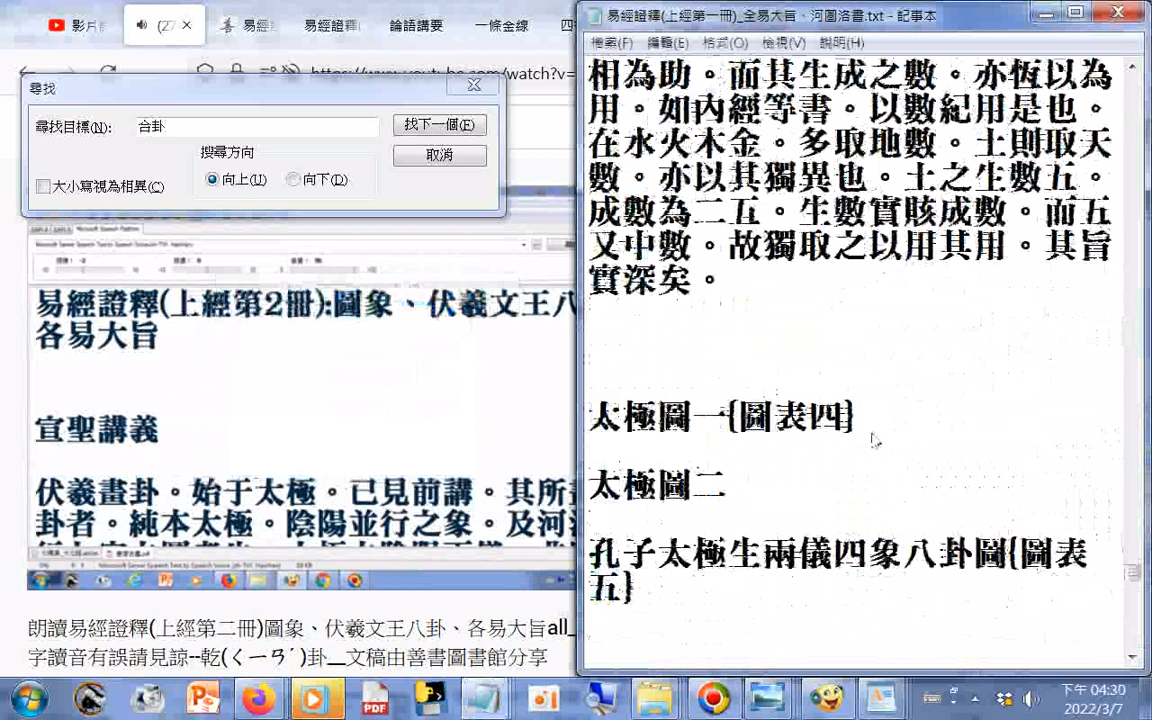 影片
(27
易經
易經證釋
論語講要
一條金線
四
https://www.youtube.com/watch?v=
尋找
尋找目標(N):
合卦
找下一個(F)
搜尋方向
取消
大小寫視為相異(C)
向上(U)
向下(D)
易經證釋(上經第2冊):圖象、伏羲文王八
各易大旨
宣聖講義
伏羲畫卦。始于太極。已見前講。其所
卦者。純本太極。陰陽並行之象。及河
朗讀易經證釋(上經第二冊)圖象、伏羲文王八卦、各易大旨all_
字讀音有誤請見諒--乾(ㄑㄧㄢˊ)卦__文稿由善書圖書館分享
易經證釋(上經第一冊)_全易大旨、河圖洛書.txt - 記事本
檔案(F)
編輯(E)
格式(O)
檢視(V)
說明(H)
相為助。而其生成之數。亦恆以為
用。如內經等書。以數紀用是也。
在水火木金。多取地數。土則取天
數。亦以其獨異也。土之生數五。
成數為二五。生數實賅成數。而五
又中數。故獨取之以用其用。其旨
實深矣。
太極圖一{圖表四}
太極圖二
孔子太極生兩儀四象八卦圖{圖表
五}
下午 04:30
2022/3/7